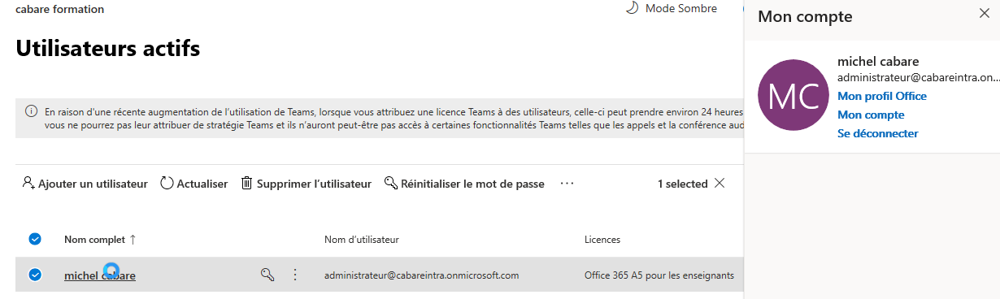 cabare formation
Mode Sombre
Utilisateurs actifs
En raison d'une récente augmentation de l'utilisation de Teams, lorsque vous attribuez une licence Teams à des utilisateurs, celle-ci peut prendre environ 24 heures
vous ne pourrez pas leur attribuer de stratégie Teams et ils n'auront peut-être pas accès à certaines fonctionnalités Teams telles que les appels et la conférence aud
Ajouter un utilisateur
Actualiser
Supprimer l'utilisateur
Réinitialiser le mot de passe
1 selected
Nom complet ↑
Nom d'utilisateur
Licences
michel cabare
administrateur@cabareintra.onmicrosoft.com
Office 365 A5 pour les enseignants
Mon compte
MC
michel cabare
administrateur@cabareintra.on...
Mon profil Office
Mon compte
Se déconnecter